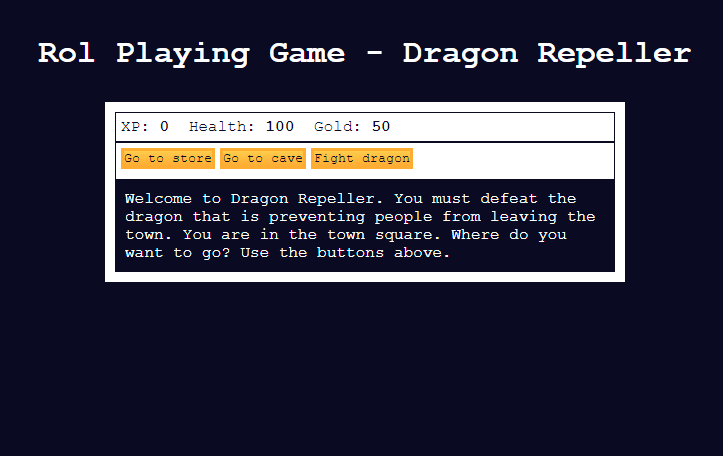 Rol Playing Game - Dragon Repeller
XP: 0 Health: 100 Gold: 50
Go to store Go to cave Fight dragon
Welcome to Dragon Repeller. You must defeat the
dragon that is preventing people from leaving the
town. You are in the town square. Where do you
want to go? Use the buttons above.